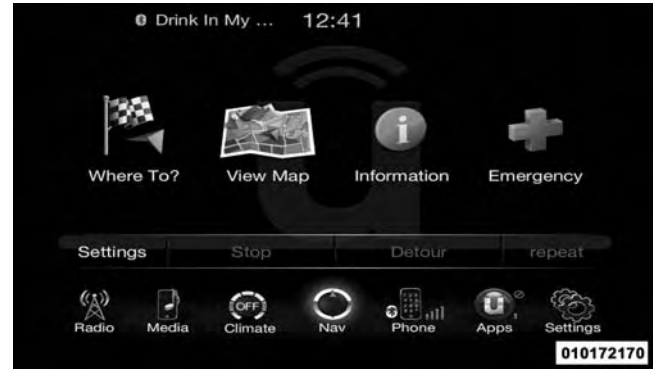 Drink In My ... 12:41
Where To? View Map Information Emergency
Settings Stop Detour repeat
OFF
Radio Media Climate Nav Phone Apps Settings
010172170